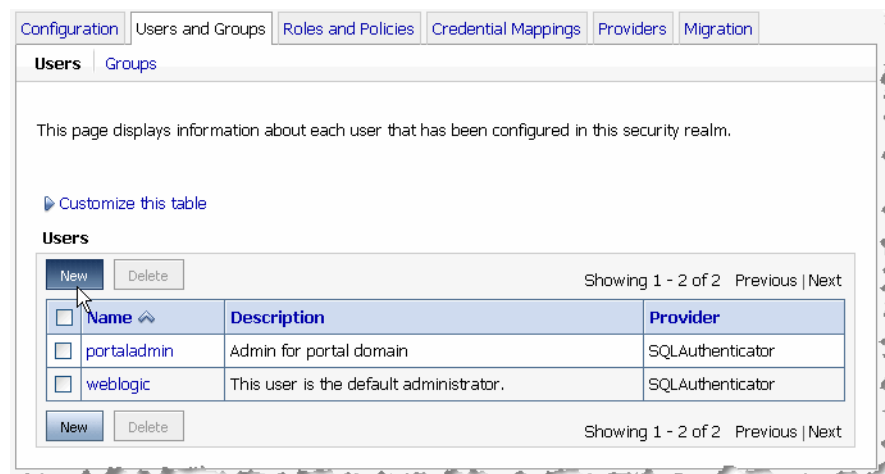 Configuration Users and Groups Roles and Policies Credential Mappings Providers Migration
Users Groups
This page displays information about each user that has been configured in this security realm.
Customize this table
Users
New Delete Showing 1 - 2 of 2 Previous | Next
Name Description Provider
portaladmin Admin for portal domain SQLAuthenticator
weblogic This user is the default administrator. SQLAuthenticator
New Delete Showing 1 - 2 of 2 Previous | Next